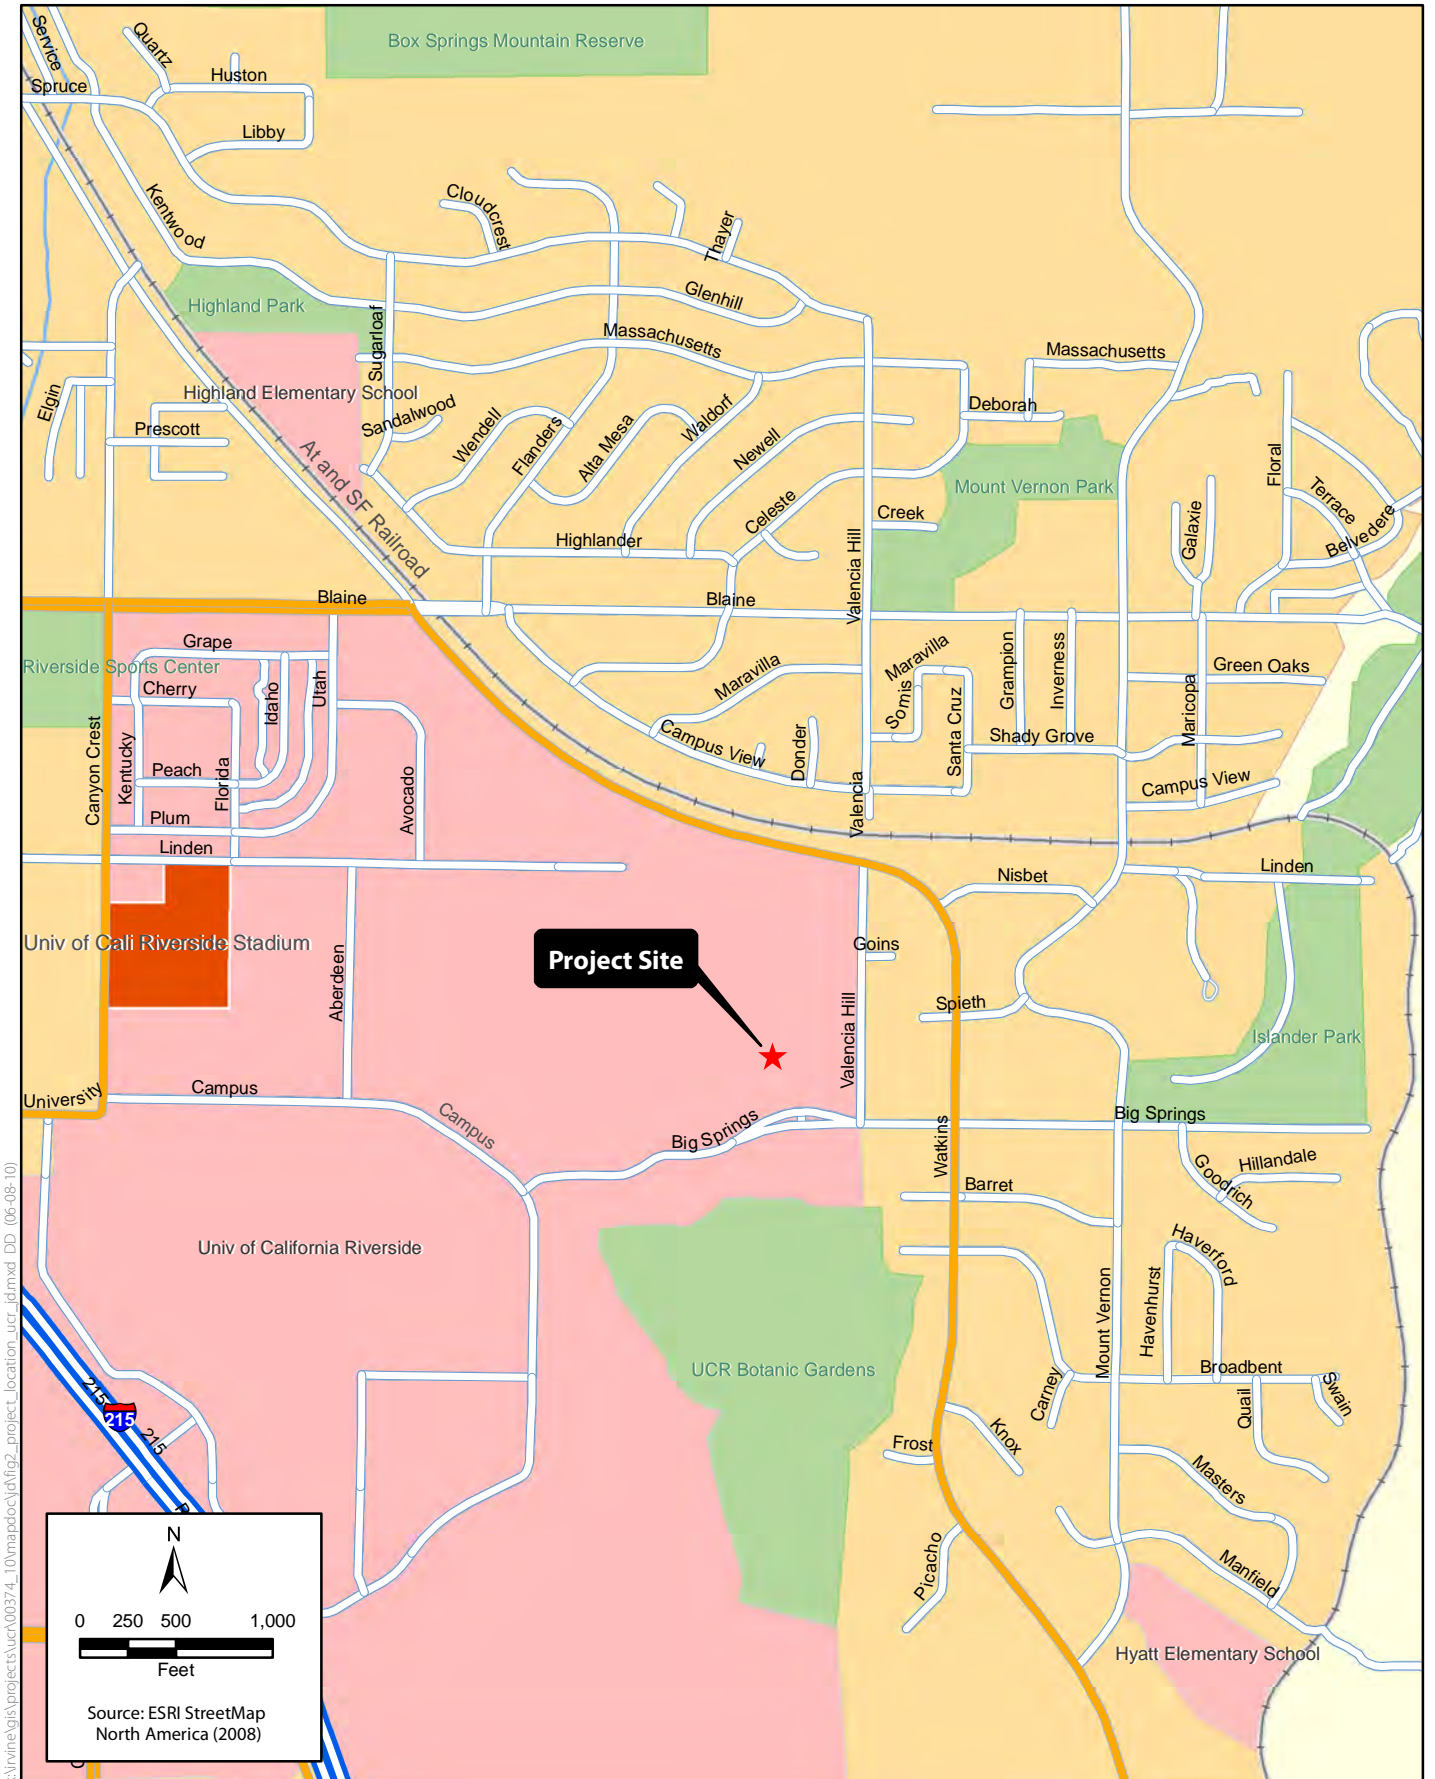 Box Springs Mountain Reserve
Service
Quartz
Spruce
Huston
Libby
Kentwood
Cloudcrest
Thayer
Glenhill
Highland Park
Sugarloaf
Massachusetts
Massachusetts
Highland Elementary School
Elgin
Prescott
Sandalwood
Wendell
Flanders
Alta Mesa
Waldorf
Newell
Deborah
At and SF Railroad
Mount Vernon Park
Floral
Terrace
Belvedere
Galaxie
Celeste
Creek
Highlander
Valencia Hill
Blaine
Blaine
Grape
Riverside Sports Center
Cherry
Idaho
Utah
Maravilla
Maravilla
Somis
Santa Cruz
Grampion
Inverness
Green Oaks
Maricopa
Canyon Crest
Kentucky
Peach
Florida
Plum
Avocado
Campus View
Donder
Valencia
Shady Grove
Campus View
Linden
Linden
Nisbet
Univ of Cali Riverside Stadium
Aberdeen
Project Site
Goins
Spieth
Valencia Hill
Islander Park
University
Campus
Campus
Big Springs
Big Springs
Watkins
Barret
Goodrich
Hillandale
Haverford
Univ of California Riverside
Mount Vernon
Havenhurst
UCR Botanic Gardens
Broadbent
Carney
Quail
Swain
215
215
215
Frost
Knox
Masters
Picacho
Manfield
Hyatt Elementary School
N
0 250 500 1,000
Feet
Source: ESRI StreetMap
North America (2008)